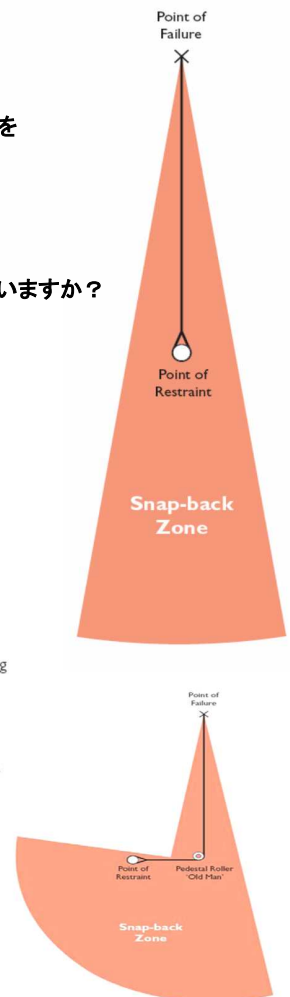 Point of
Failure
を
いますか？
Point of
Restraint
Snap-back
Zone
g
Point of
Failure
Point of
Restraint
Pedestal Roller
'Old Man'
Snap-back
Zone